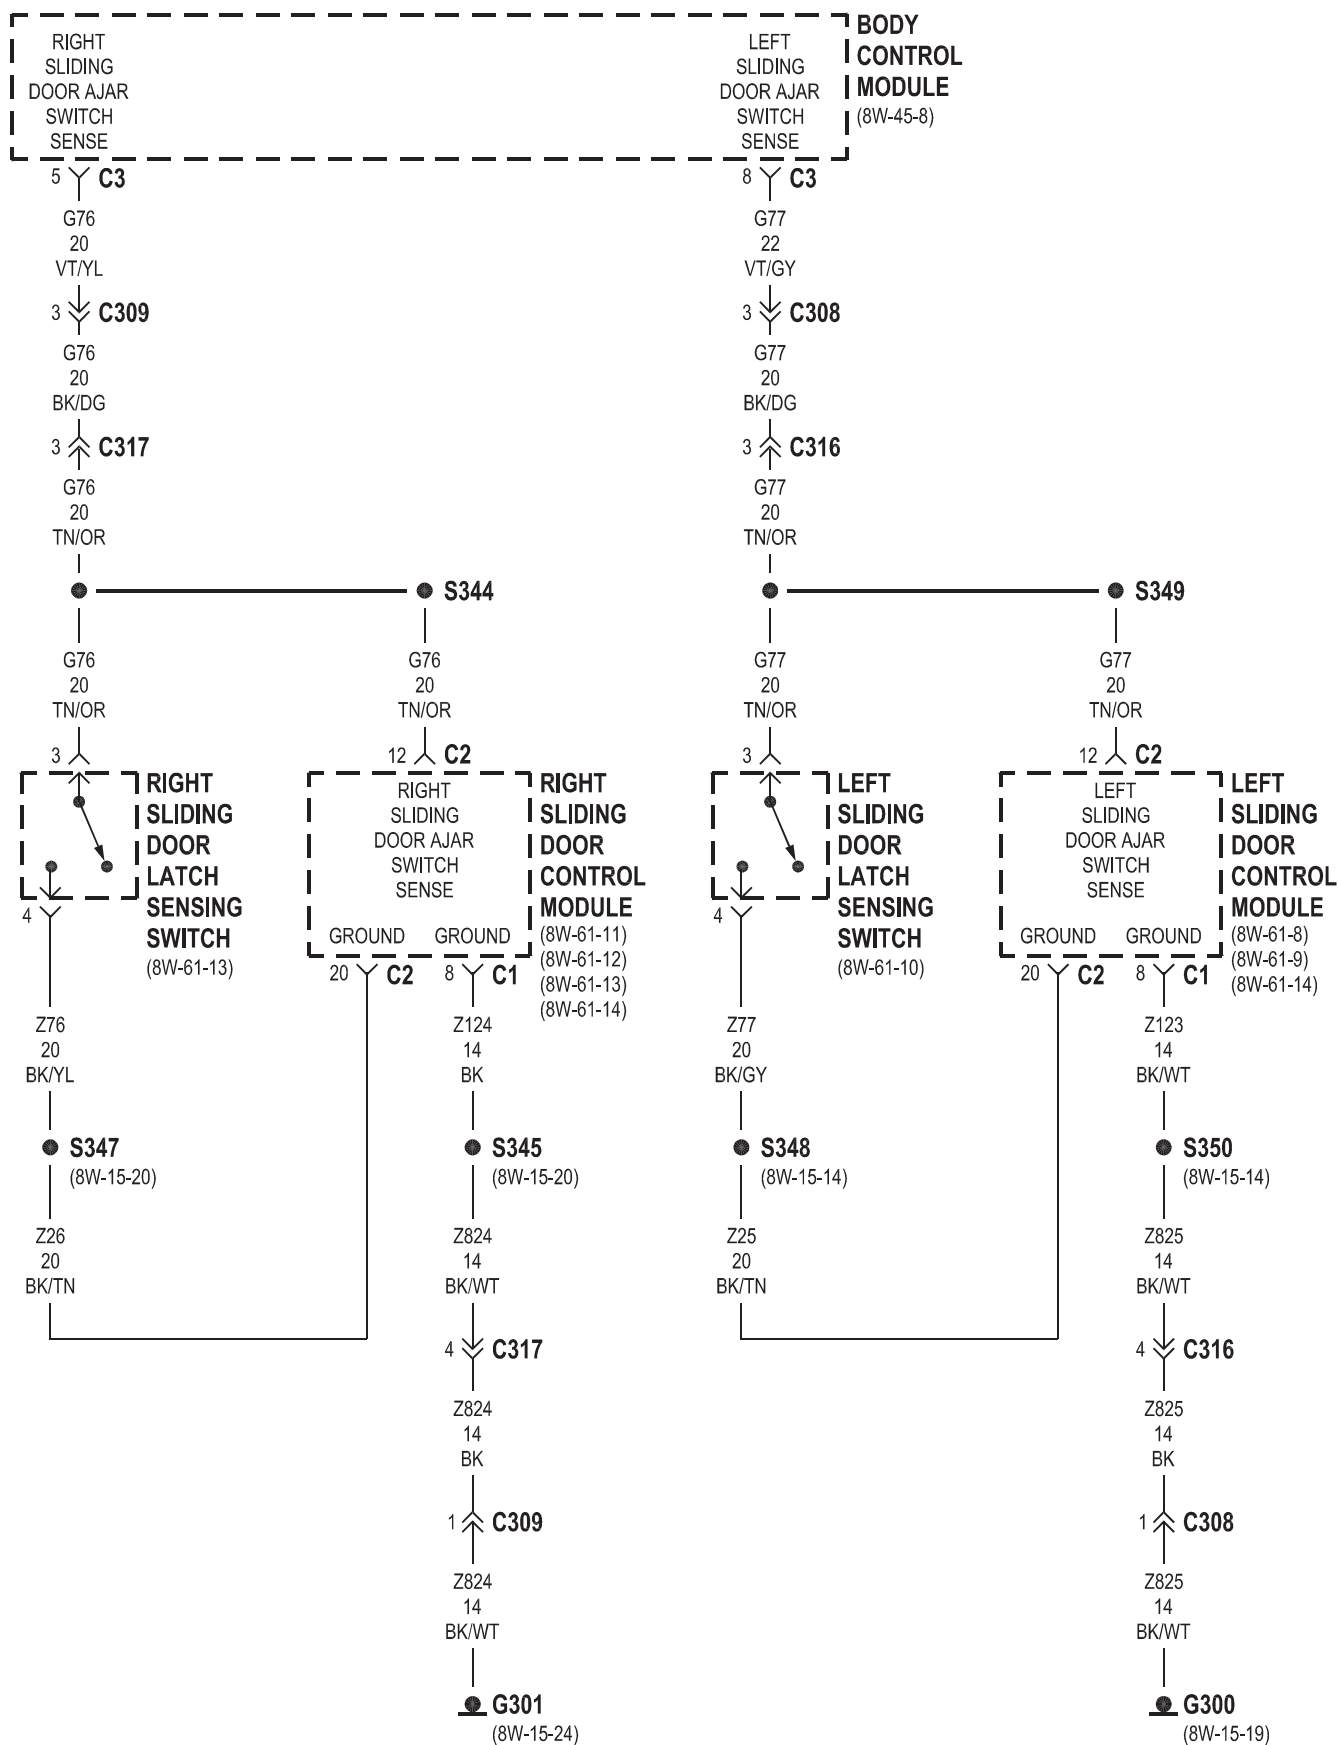 RIGHT
SLIDING
DOOR AJAR
SWITCH
SENSE
LEFT
SLIDING
DOOR AJAR
SWITCH
SENSE
BODY
CONTROL
MODULE
(8W-45-8)
5 C3
8 C3
G76
20
VT/YL
G77
22
VT/GY
3 C309
3 C308
G76
20
BK/DG
G77
20
BK/DG
3 C317
3 C316
G76
20
TN/OR
G77
20
TN/OR
S344
S349
G76
20
TN/OR
G76
20
TN/OR
G77
20
TN/OR
G77
20
TN/OR
3
12 C2
3
12 C2
RIGHT
SLIDING
DOOR
LATCH
SENSING
SWITCH
(8W-61-13)
4
RIGHT
SLIDING
DOOR AJAR
SWITCH
SENSE
GROUND GROUND
RIGHT
SLIDING
DOOR
CONTROL
MODULE
(8W-61-11)
(8W-61-12)
(8W-61-13)
(8W-61-14)
20 C2
8 C1
LEFT
SLIDING
DOOR
LATCH
SENSING
SWITCH
(8W-61-10)
4
LEFT
SLIDING
DOOR AJAR
SWITCH
SENSE
GROUND GROUND
LEFT
SLIDING
DOOR
CONTROL
MODULE
(8W-61-8)
(8W-61-9)
(8W-61-14)
20 C2
8 C1
Z76
20
BK/YL
Z124
14
BK
Z77
20
BK/GY
Z123
14
BK/WT
S347
(8W-15-20)
S345
(8W-15-20)
S348
(8W-15-14)
S350
(8W-15-14)
Z26
20
BK/TN
Z824
14
BK/WT
Z25
20
BK/TN
Z825
14
BK/WT
4 C317
4 C316
Z824
14
BK
Z825
14
BK
1 C309
1 C308
Z824
14
BK/WT
Z825
14
BK/WT
G301
(8W-15-24)
G300
(8W-15-19)